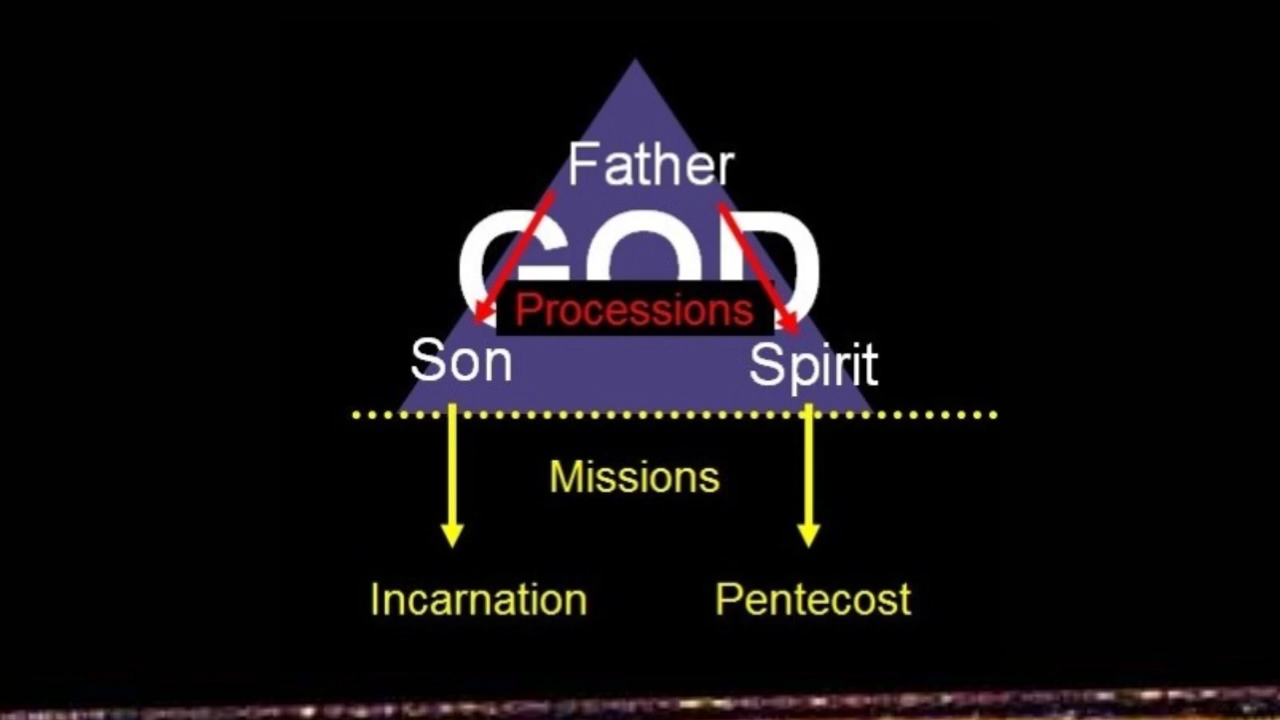 Father
GOD
Processions
Son
Spirit
Missions
Incarnation
Pentecost